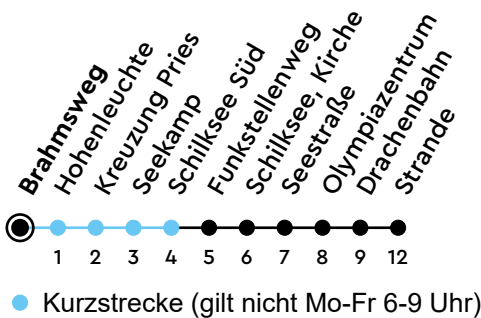 Brahmsweg
Hohenleuchte
Kreuzung Pries
Seekamp
Schilksee Süd
Funkstellenweg
Schilksee, Kirche
Seestraße
Olympiazentrum
Drachenbahn
Strande
1 2 3 4 5 6 7 8 9 12
Kurzstrecke (gilt nicht Mo-Fr 6-9 Uhr)